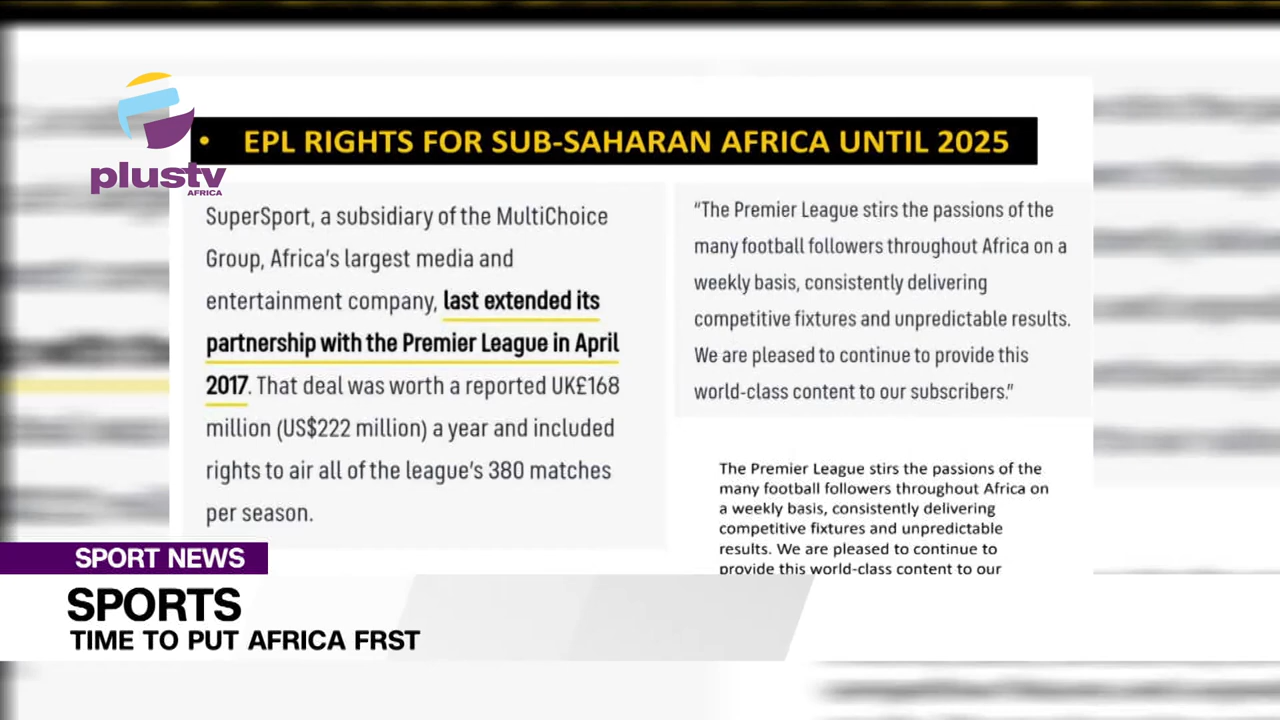 plustv
AFRICA
• EPL RIGHTS FOR SUB-SAHARAN AFRICA UNTIL 2025
SuperSport, a subsidiary of the MultiChoice
Group, Africa's largest media and
entertainment company, last extended its
partnership with the Premier League in April
2017. That deal was worth a reported UK£168
million (US$222 million) a year and included
rights to air all of the league's 380 matches
per season.
“The Premier League stirs the passions of the
many football followers throughout Africa on a
weekly basis, consistently delivering
competitive fixtures and unpredictable results.
We are pleased to continue to provide this
world-class content to our subscribers.”
The Premier League stirs the passions of the
many football followers throughout Africa on
a weekly basis, consistently delivering
competitive fixtures and unpredictable
results. We are pleased to continue to
provide this world-class content to our
SPORT NEWS
SPORTS
TIME TO PUT AFRICA FRST